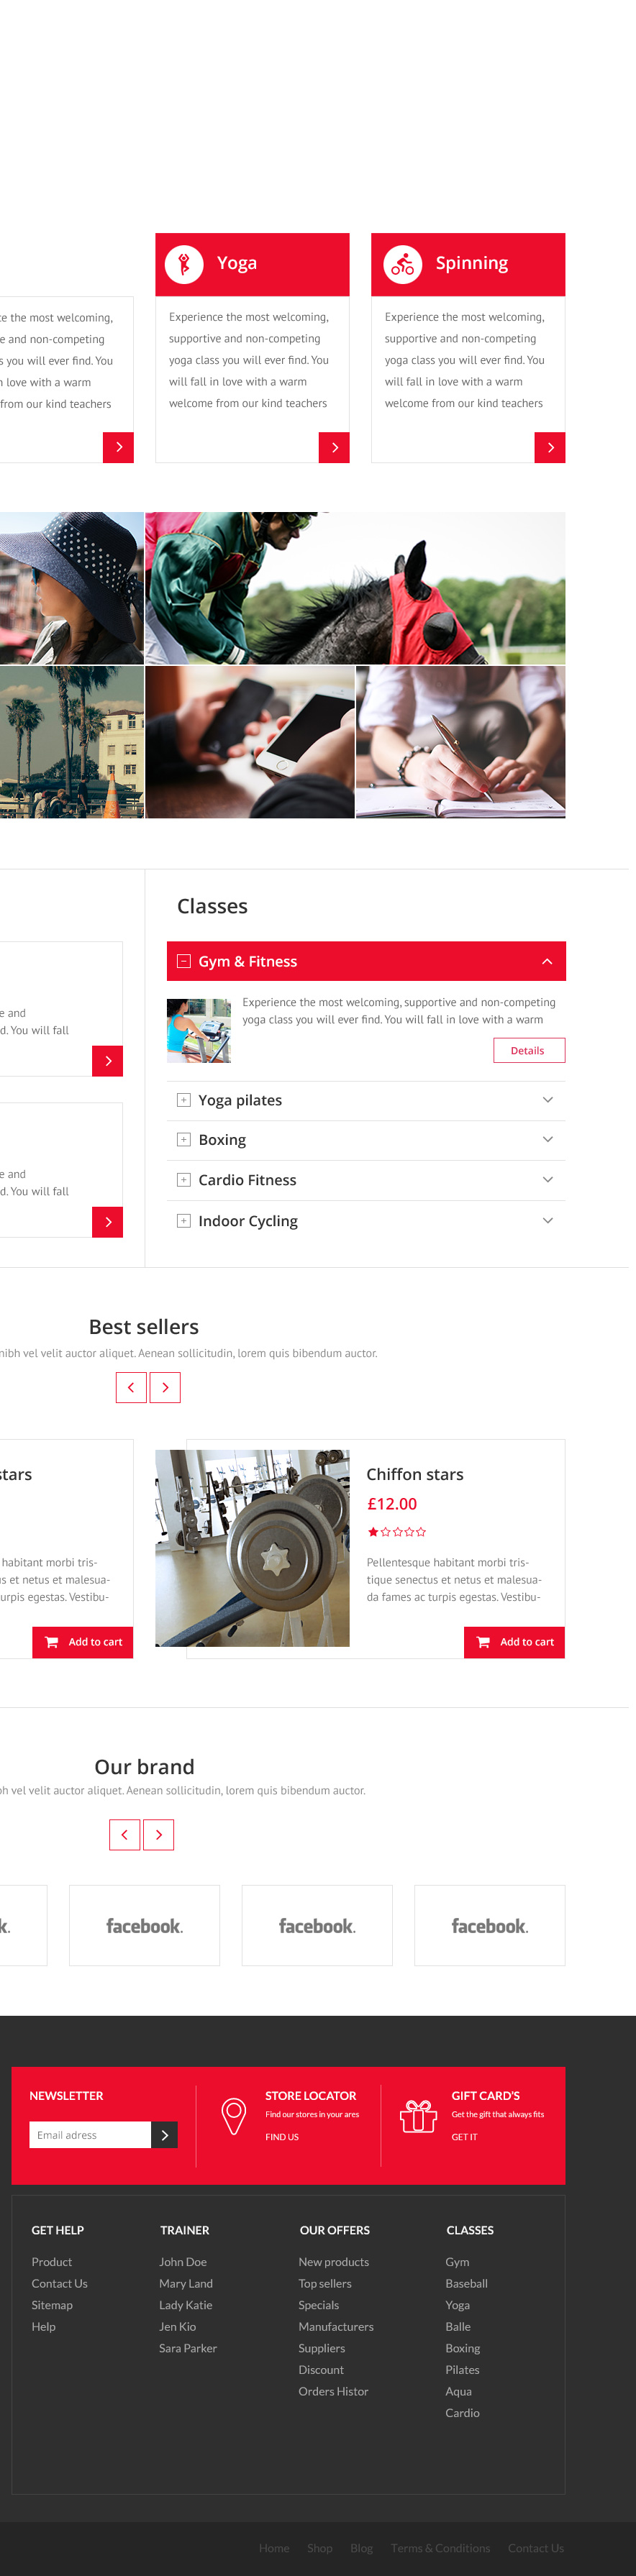 Yoga
Spinning
ce the most welcoming,
e and non-competing
s you will ever find. You
n love with a warm
from our kind teachers
Experience the most welcoming,
supportive and non-competing
yoga class you will ever find. You
will fall in love with a warm
welcome from our kind teachers
Experience the most welcoming,
supportive and non-competing
yoga class you will ever find. You
will fall in love with a warm
welcome from our kind teachers
e and
d. You will fall
e and
d. You will fall
Classes
Gym & Fitness
Experience the most welcoming, supportive and non-competing
yoga class you will ever find. You will fall in love with a warm
Details
Yoga pilates
Boxing
Cardio Fitness
Indoor Cycling
Best sellers
nibh vel velit auctor aliquet. Aenean sollicitudin, lorem quis bibendum auctor.
stars
habitant morbi tris-
us et netus et malesua-
urpis egestas. Vestibu-
Add to cart
Chiffon stars
£12.00
Pellentesque habitant morbi tris-
tique senectus et netus et malesua-
da fames ac turpis egestas. Vestibu-
Add to cart
Our brand
bh vel velit auctor aliquet. Aenean sollicitudin, lorem quis bibendum auctor.
k.
facebook.
facebook.
facebook.
NEWSLETTER
Email adress
STORE LOCATOR
Find our stores in your ares
FIND US
GIFT CARD'S
Get the gift that always fits
GET IT
GET HELP
Product
Contact Us
Sitemap
Help
TRAINER
John Doe
Mary Land
Lady Katie
Jen Kio
Sara Parker
OUR OFFERS
New products
Top sellers
Specials
Manufacturers
Suppliers
Discount
Orders Histor
CLASSES
Gym
Baseball
Yoga
Balle
Boxing
Pilates
Aqua
Cardio
Home Shop Blog Terms & Conditions Contact Us